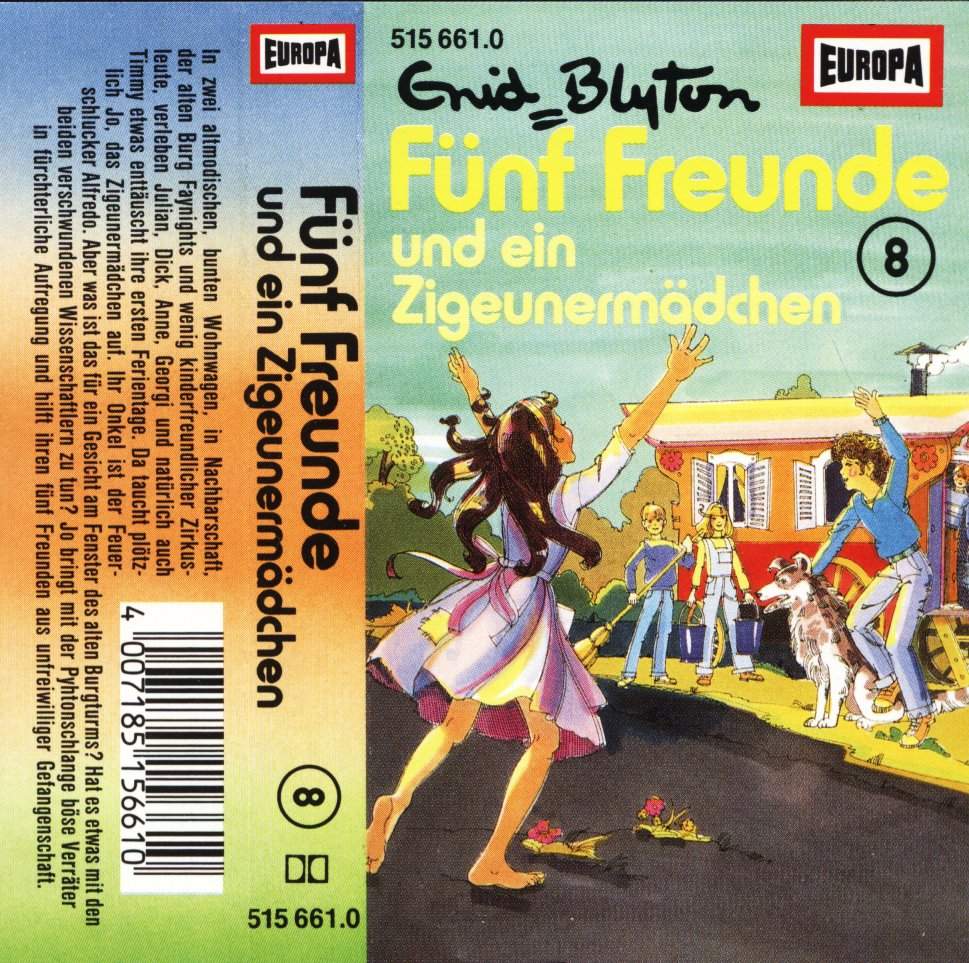 In zwei altmodischen, bunten Wohnwagen, in Nachbarschaft,
der alten Burg Faynights und wenig kinderfreundlicher Zirkus-
leute, verleben Julian, Dick, Anne, Georgi und natürlich auch
Timmy etwas enttäuscht ihre ersten Ferientage. Da taucht plötz-
lich Jo, das Zigeunermädchen auf. Ihr Onkel ist der Feuer-
schlucker Alfredo. Aber was ist das für ein Gesicht am Fenster des alten Burgturms? Hat es etwas mit den
beiden verschwundenen Wissenschaftlern zu tun? Jo bringt mit der Pyhtonschlange böse Verräter
in fürchterliche Aufregung und hilft ihren fünf Freunden aus unfreiwilliger Gefangenschaft.
4 007185 156610
EUROPA
Fünf Freunde
und ein Zigeunermädchen
8
515 661.0
515 661.0
EUROPA
Enid Blyton
Fünf Freunde
und ein
8
Zigeunermädchen